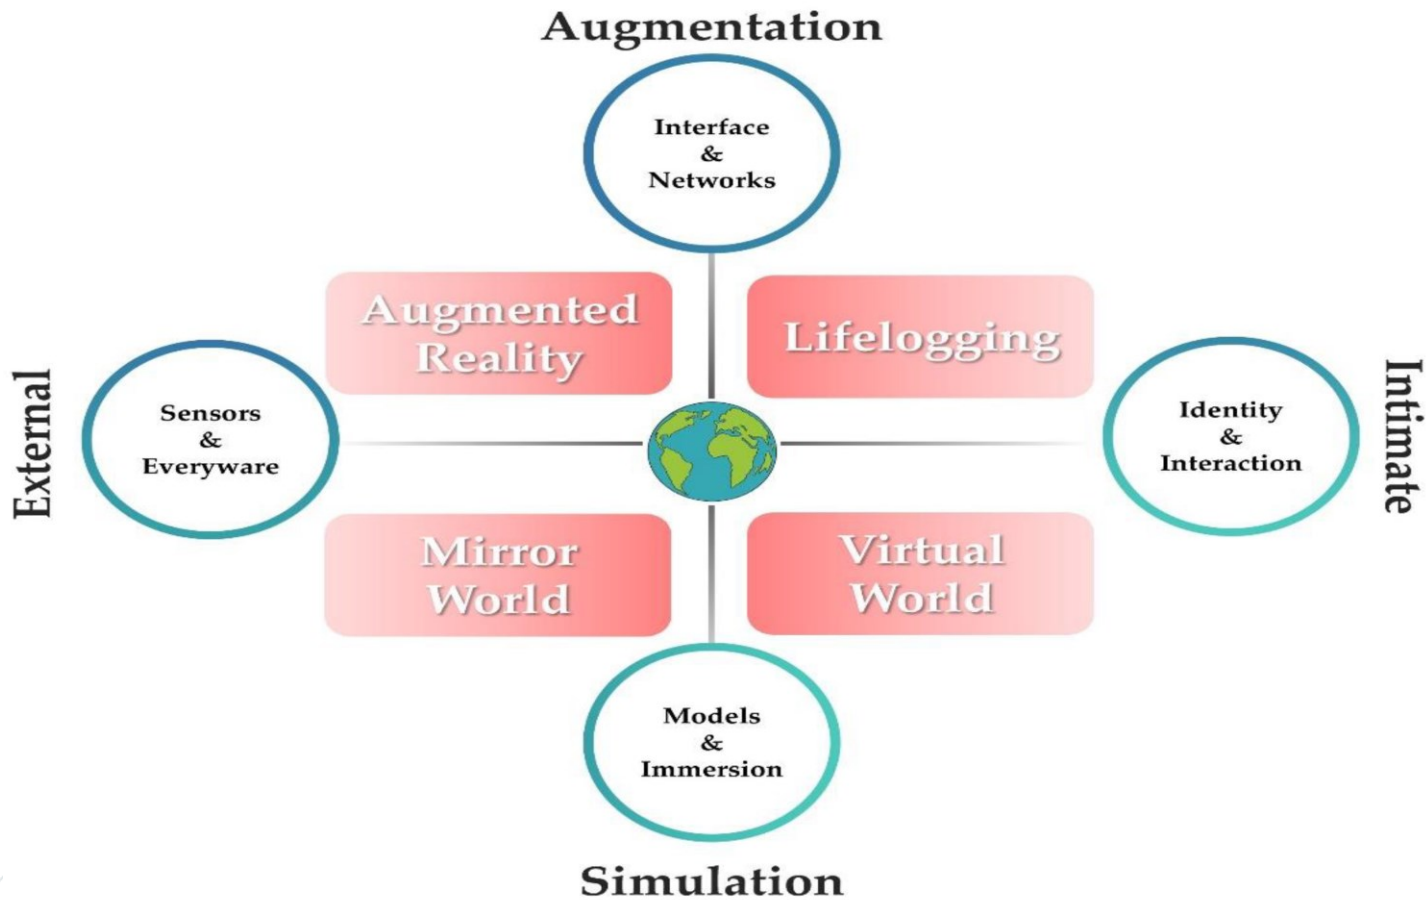 Augmentation
Interface
&
Networks
Augmented
Reality
Lifelogging
External
Sensors
&
Everyware
Identity
&
Interaction
Intimate
Mirror
World
Virtual
World
Models
&
Immersion
Simulation